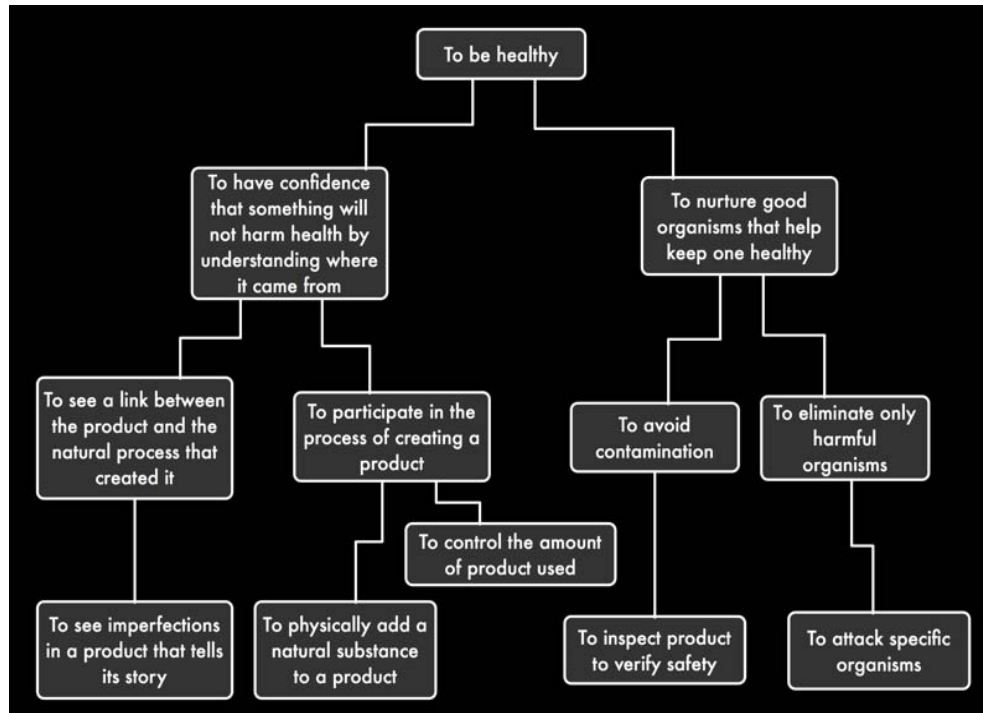 To be healthy
To have confidence
that something will
not harm health by
understanding where
it came from
To nurture good
organisms that help
keep one healthy
To see a link between
the product and the
natural process that
created it
To participate in the
process of creating a
product
To avoid
contamination
To eliminate only
harmful
organisms
To control the amount
of product used
To see imperfections
in a product that tells
its story
To physically add a
natural substance
to a product
To inspect product
to verify safety
To attack specific
organisms